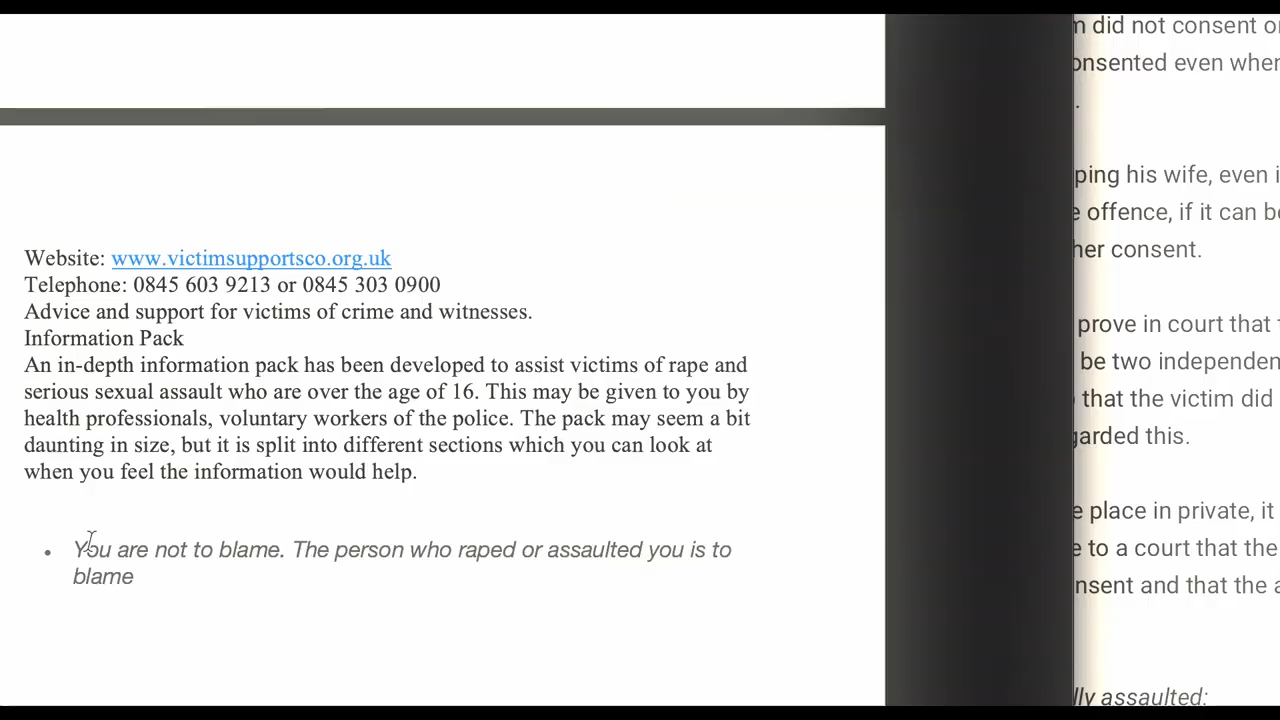 Website: www.victimsupportsco.org.uk
Telephone: 0845 603 9213 or 0845 303 0900
Advice and support for victims of crime and witnesses.
Information Pack
An in-depth information pack has been developed to assist victims of rape and
serious sexual assault who are over the age of 16. This may be given to you by
health professionals, voluntary workers of the police. The pack may seem a bit
daunting in size, but it is split into different sections which you can look at
when you feel the information would help.
• You are not to blame. The person who raped or assaulted you is to
blame
did not consent
consented even when
his wife, even
offence, if it can
her consent.
prove in court that
be two independen
that the victim did
garded this.
place in private, it
to a court that the
nsent and that the
lly assaulted: